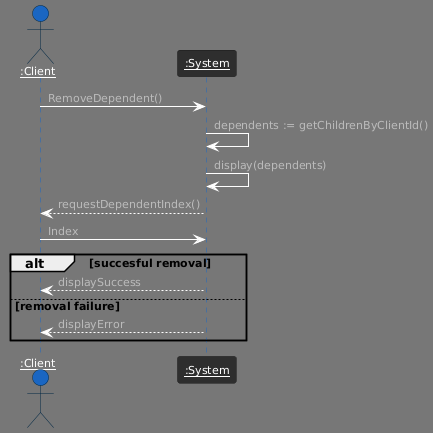 :Client
:System
RemoveDependent()
dependents := getChildrenByClientId()
display(dependents)
requestDependentIndex()
Index
alt [succesful removal]
displaySuccess
[removal failure]
displayError
:Client
:System